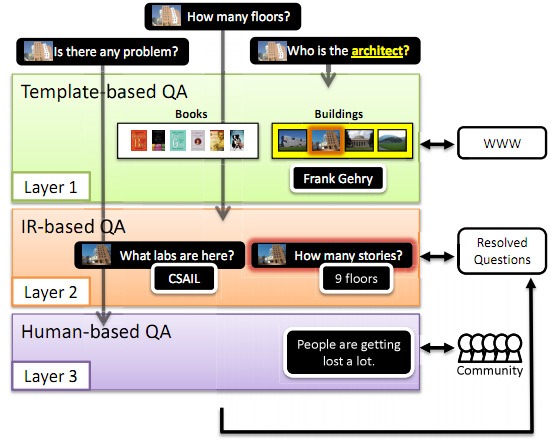 How many floors?
Is there any problem?
Who is the architect?
Template-based QA
Books
Buildings
WWW
Frank Gehry
Layer 1
IR-based QA
What labs are here?
How many stories?
Resolved
Questions
CSAIL
9 floors
Layer 2
Human-based QA
People are getting
lost a lot.
Community
Layer 3